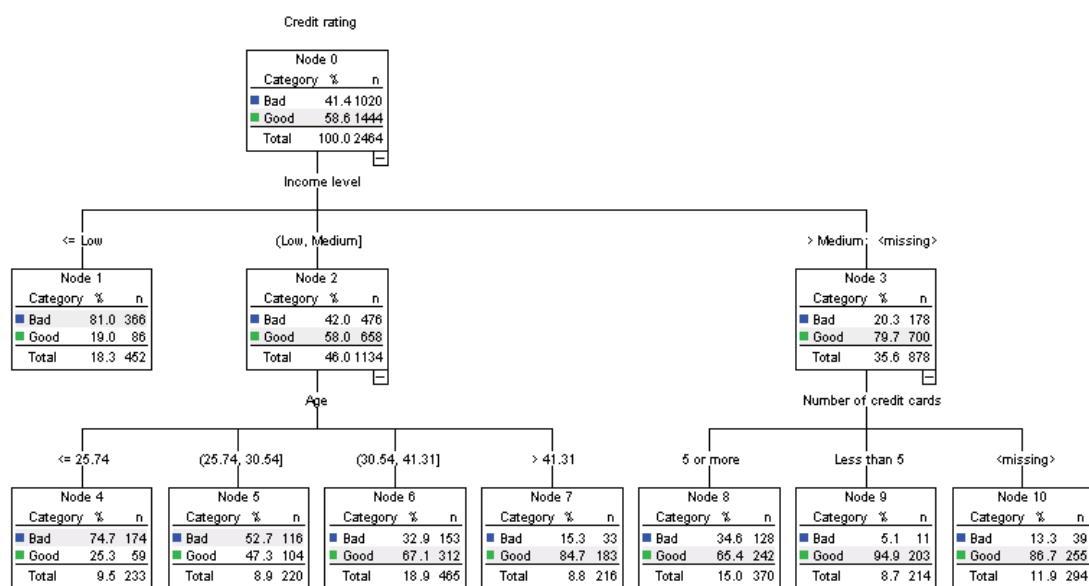 Credit rating
Node 0
Category % n
Bad 41.4 1020
Good 58.6 1444
Total 100.0 2464
Income level
<= Low
(Low, Medium]
> Medium; <missing>
Node 1
Category % n
Bad 81.0 366
Good 19.0 86
Total 18.3 452
Node 2
Category % n
Bad 42.0 476
Good 58.0 658
Total 46.0 1134
Node 3
Category % n
Bad 20.3 178
Good 79.7 700
Total 35.6 878
Age
Number of credit cards
<= 25.74
(25.74, 30.54]
(30.54, 41.31]
> 41.31
5 or more
Less than 5
<missing>
Node 4
Category % n
Bad 74.7 174
Good 25.3 59
Total 9.5 233
Node 5
Category % n
Bad 52.7 116
Good 47.3 104
Total 8.9 220
Node 6
Category % n
Bad 32.9 153
Good 67.1 312
Total 18.9 465
Node 7
Category % n
Bad 15.3 33
Good 84.7 183
Total 8.8 216
Node 8
Category % n
Bad 34.6 128
Good 65.4 242
Total 15.0 370
Node 9
Category % n
Bad 5.1 11
Good 94.9 203
Total 8.7 214
Node 10
Category % n
Bad 13.3 39
Good 86.7 255
Total 11.9 294